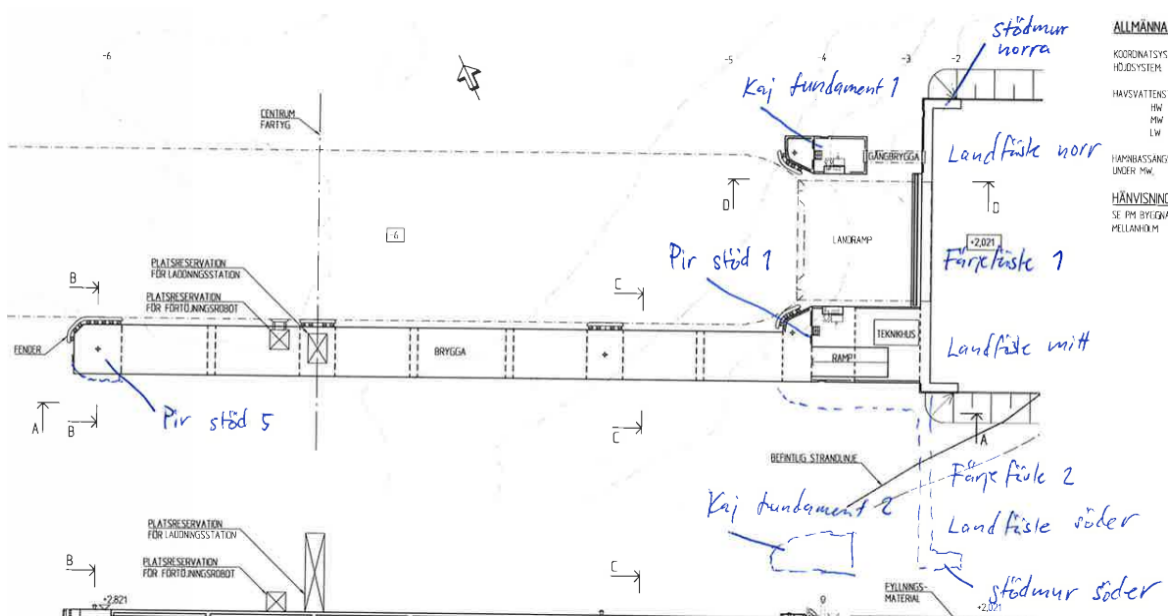 -6
-5
-4
-3
-2
stödmur
norra
ALLMÄNNA
KOORDINATSYS
HÖJDSYSTEM
HAVSVATTENS
HW
MW
LW
HAMNBASSÄNG
UNDER MW,
HÄNVISNING
SE PM BYGGNA
MELLANHOLM
CENTRUM
FARTYG
Kaj fundament 1
GÅNGBRYGGA
Landfäste norr
D
D
LANDRAMP
+2,021
-6
Färjefäste 1
Pir stöd 1
PLATSRESERVATION
FÖR LADDNINGSSTATION
PLATSRESERVATION
FÖR FÖRTÖJNINGSROBOT
B
C
FENDER
BRYGGA
TEKNIKHUS
RAMP
Landfäste mitt
Pir stöd 5
A
B
C
A
BEFINTLIG STRANDLINJE
Färjefäste 2
Kaj fundament 2
Landfäste söder
PLATSRESERVATION
FÖR LADDNINGSSTATION
PLATSRESERVATION
FÖR FÖRTÖJNINGSROBOT
B
C
stödmur söder
+2,821
FYLLNINGS-
MATERIAL
+2,021